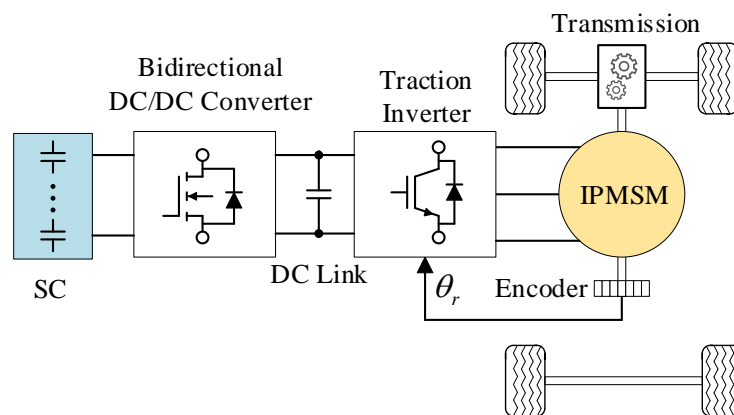 Transmission
Bidirectional
DC/DC Converter
Traction
Inverter
IPMSM
SC
DC Link
θr
Encoder